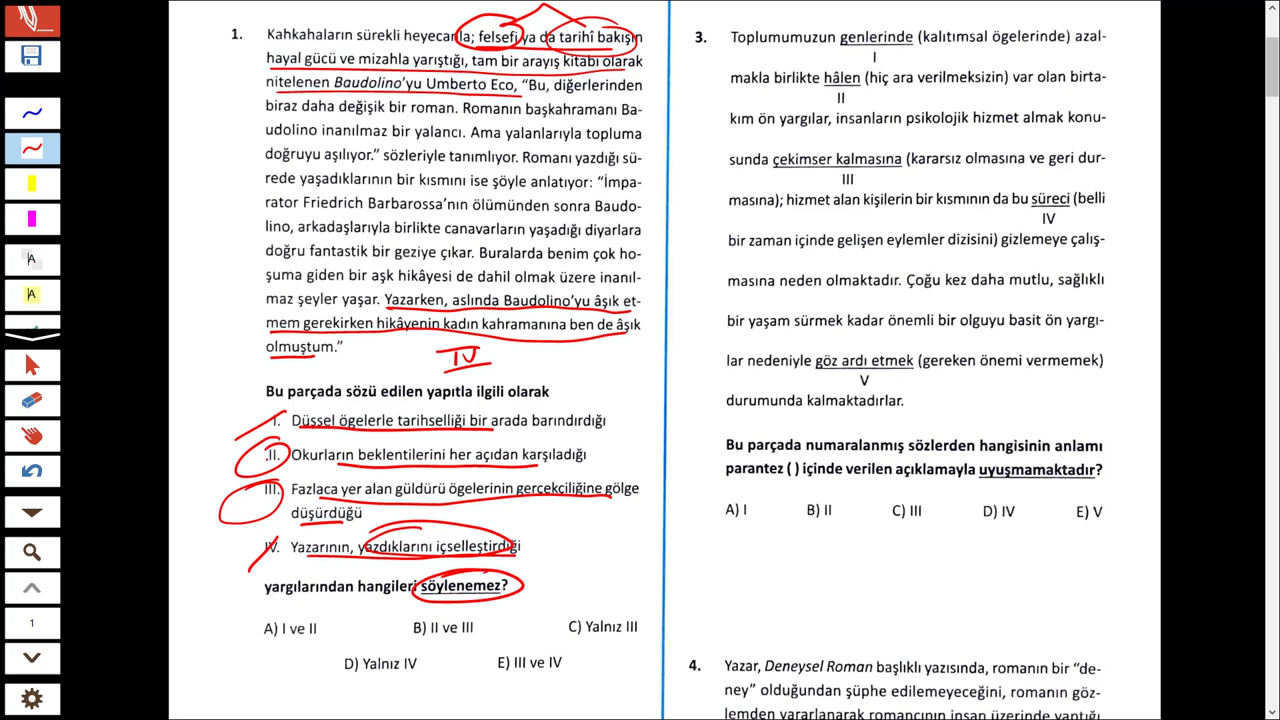 1. Kahkahaların sürekli heyecanla; felsefi ya da tarihî bakışın
hayal gücü ve mizahla yarıştığı, tam bir arayış kitabı olarak
nitelenen Baudolino’yu Umberto Eco, “Bu, diğerlerinden
biraz daha değişik bir roman. Romanın başkahramanı Ba-
udolino inanılmaz bir yalancı. Ama yalanlarıyla topluma
doğruyu aşılıyor.” sözleriyle tanımlıyor. Romanı yazdığı sü-
rede yaşadıklarının bir kısmını ise şöyle anlatıyor: “İmpa-
rator Friedrich Barbarossa’nın ölümünden sonra Baudo-
lino, arkadaşlarıyla birlikte canavarların yaşadığı diyarlara
doğru fantastik bir geziye çıkar. Buralarda benim çok ho-
şuma giden bir aşk hikâyesi de dahil olmak üzere inanıl-
maz şeyler yaşar. Yazarken, aslında Baudolino’yu âşık et-
mem gerekirken hikâyenin kadın kahramanına ben de âşık
olmuştum.”
IV
Bu parçada sözü edilen yapıtla ilgili olarak
I. Düşsel ögelerle tarihselliği bir arada barındırdığı
II. Okurların beklentilerini her açıdan karşıladığı
III. Fazlaca yer alan güldürü ögelerinin gerçekçiliğine gölge
düşürdüğü
IV. Yazarının, yazdıklarını içselleştirdiği
yargılarından hangileri söylenemez?
A) I ve II B) II ve III C) Yalnız III
D) Yalnız IV E) III ve IV
3. Toplumumuzun genlerinde (kalıtımsal ögelerinde) azal-
I
makla birlikte hâlen (hiç ara verilmeksizin) var olan birta-
II
kım ön yargılar, insanların psikolojik hizmet almak konu-
sunda çekimser kalmasına (kararsız olmasına ve geri dur-
III
masına); hizmet alan kişilerin bir kısmının da bu süreci (belli
IV
bir zaman içinde gelişen eylemler dizisini) gizlemeye çalış-
masına neden olmaktadır. Çoğu kez daha mutlu, sağlıklı
bir yaşam sürmek kadar önemli bir olguyu basit ön yargı-
lar nedeniyle göz ardı etmek (gereken önemi vermemek)
V
durumunda kalmaktadırlar.
Bu parçada numaralanmış sözlerden hangisinin anlamı
parantez ( ) içinde verilen açıklamayla uyuşmamaktadır?
A) I B) II C) III D) IV E) V
4. Yazar, Deneysel Roman başlıklı yazısında, romanın bir “de-
ney” olduğundan şüphe edilemeyeceğini, romanın göz-
lemden yararlanarak romancının insan üzerinde yaptığı
A
A
1